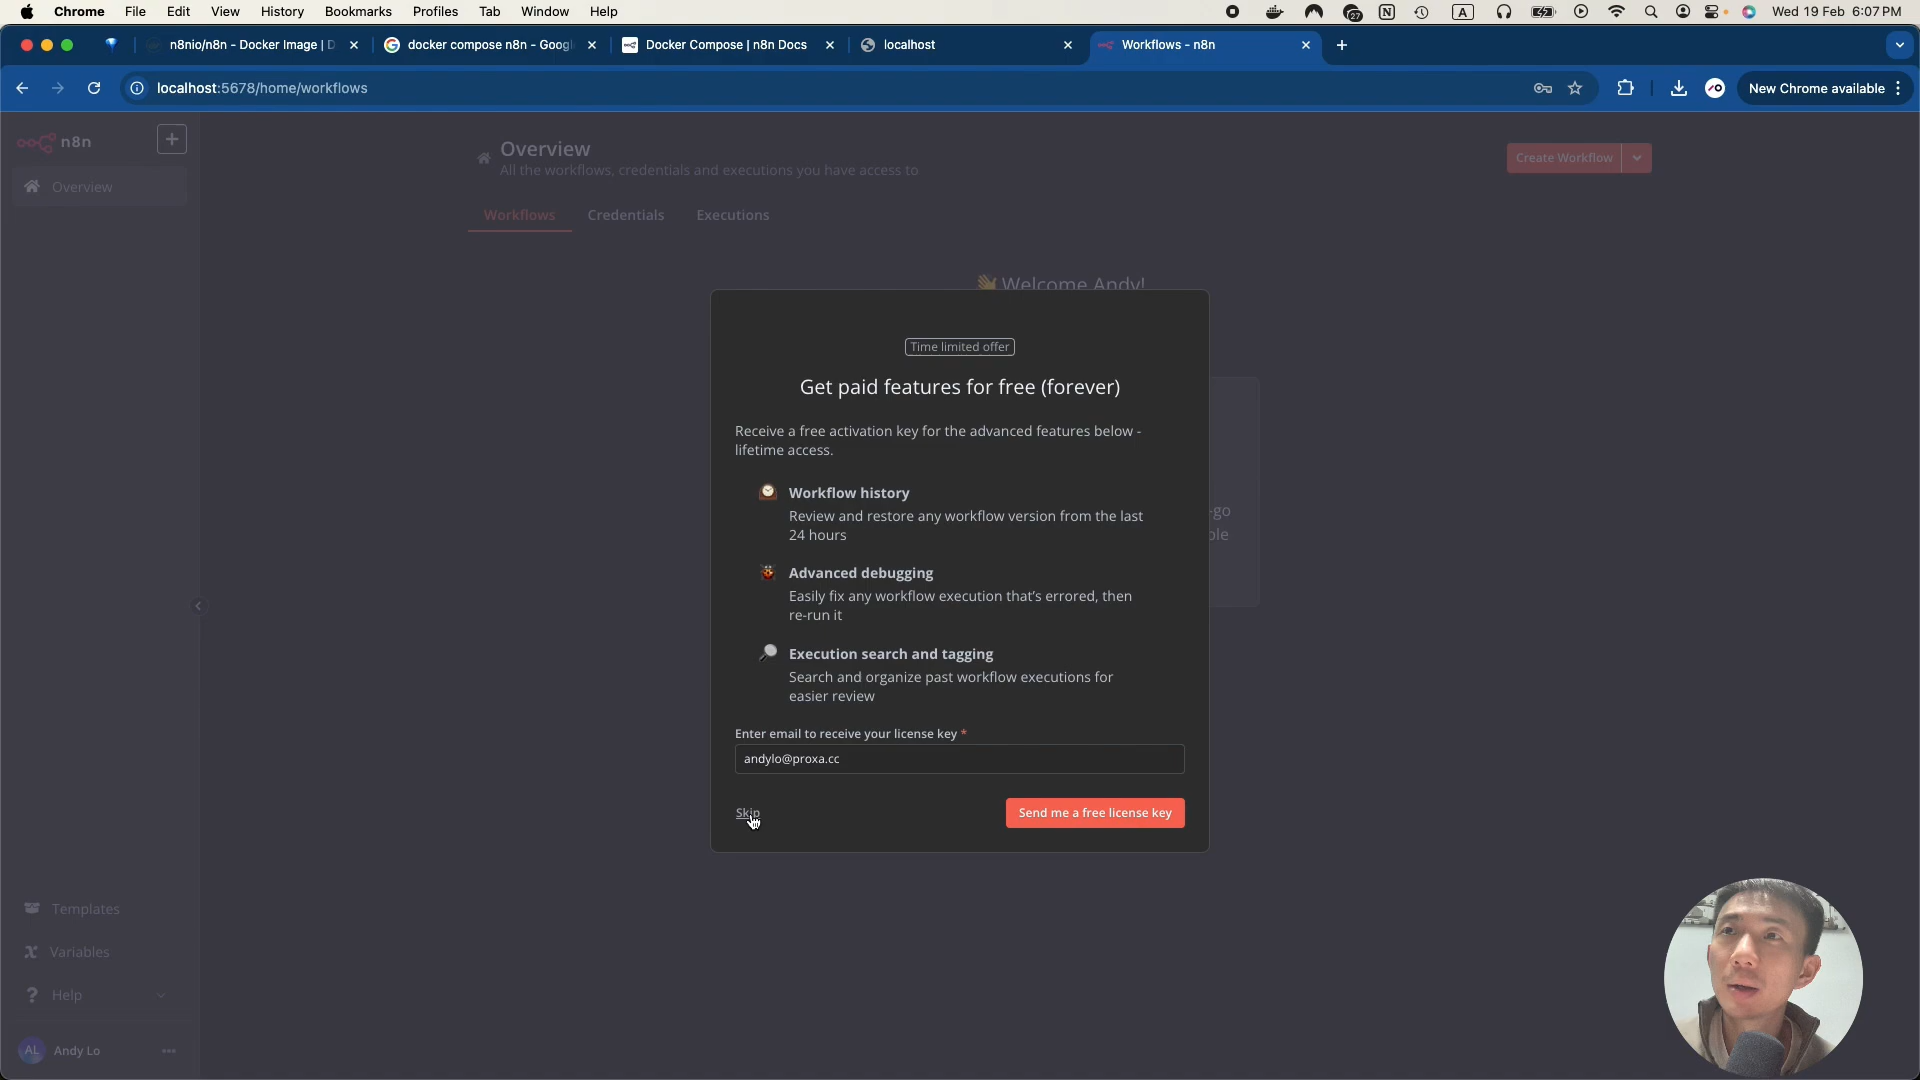 Chrome File Edit View History Bookmarks Profiles Tab Window Help
27 A Wed 19 Feb 6:07 PM
n8nio/n8n - Docker Image | D docker compose n8n - Googl Docker Compose | n8n Docs localhost Workflows - n8n
localhost:5678/home/workflows New Chrome available
n8n
Overview
All the workflows, credentials and executions you have access to
Create Workflow
Overview
Workflows Credentials Executions
👋 Welcome Andy!
Time limited offer
Get paid features for free (forever)
Receive a free activation key for the advanced features below -
lifetime access.
Workflow history
Review and restore any workflow version from the last
24 hours
-go
ple
Advanced debugging
Easily fix any workflow execution that's errored, then
re-run it
Execution search and tagging
Search and organize past workflow executions for
easier review
Enter email to receive your license key *
andylo@proxa.cc
Skip
Send me a free license key
Templates
Variables
Help
AL Andy Lo